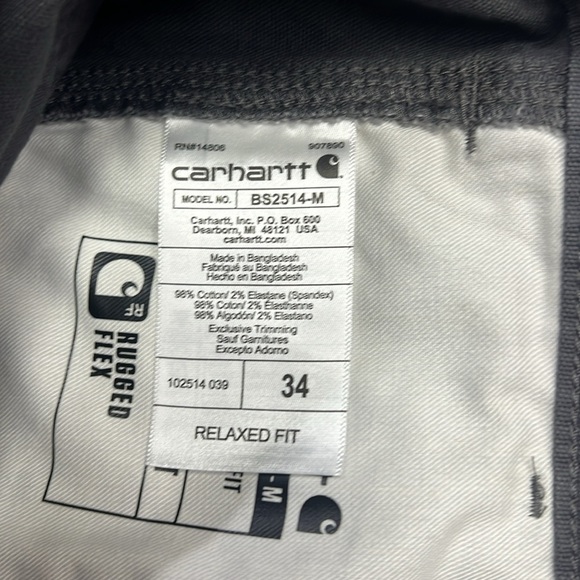 RN#14806 907890
carhartt
MODEL NO. BS2514-M
Carhartt, Inc. P.O. Box 600
Dearborn, MI 48121 USA
carhartt.com
Made in Bangladesh
Fabriqué au Bangladesh
Hecho en Bangladesh
98% Cotton/ 2% Elastane (Spandex)
98% Coton/ 2% Élasthanne
98% Algodón/ 2% Elastano
Exclusive Trimming
Sauf Garnitures
Excepto Adorno
102514 039 34
RELAXED FIT
RF
RUGGED
FLEX
T
FIT
- M